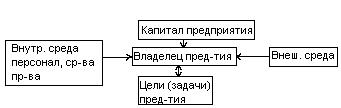 Капитал предприятия
Внутр. среда
персонал, ср-ва
пр-ва
Владелец пред-тия
Внеш. среда
Цели (задачи)
пред-тия